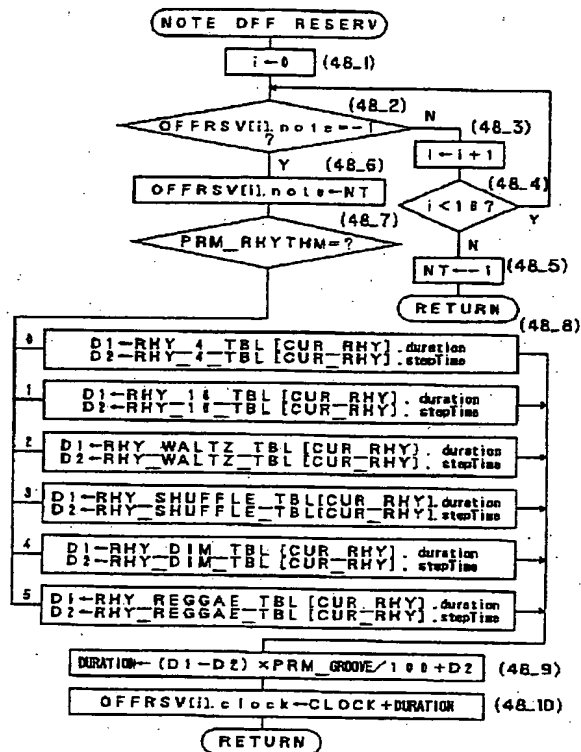 NOTE OFF RESERV
i←0 (48_1)
OFFRSV[i].note=-1 ? (48_2)
N
(48_3)
i←i+1
Y
(48_6)
OFFRSV[i].note←NT
(48_4)
i<16?
Y
(48_7)
PRM_RHYTHM=?
N
NT←-1 (48_5)
RETURN
(48_8)
0
D1←RHY_4_TBL [CUR_RHY].duration
D2←RHY_4_TBL [CUR_RHY].stepTime
1
D1←RHY_16_TBL [CUR_RHY].duration
D2←RHY_16_TBL [CUR_RHY].stepTime
2
D1←RHY_WALTZ_TBL [CUR_RHY].duration
D2←RHY_WALTZ_TBL [CUR_RHY].stepTime
3
D1←RHY_SHUFFLE_TBL[CUR_RHY].duration
D2←RHY_SHUFFLE_TBL[CUR_RHY].stepTime
4
D1←RHY_DIM_TBL [CUR_RHY].duration
D2←RHY_DIM_TBL [CUR_RHY].stepTime
5
D1←RHY_REGGAE_TBL [CUR_RHY].duration
D2←RHY_REGGAE_TBL [CUR_RHY].stepTime
DURATION←(D1-D2)×PRM_GROOVE/100+D2 (48_9)
OFFRSV[i].clock←CLOCK+DURATION (48_10)
RETURN